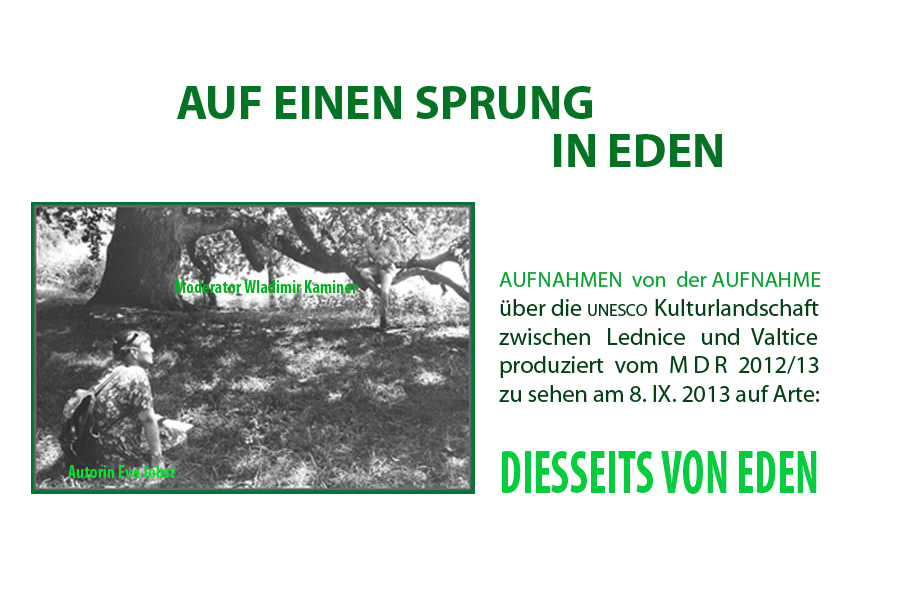 AUF EINEN SPRUNG
IN EDEN
Moderator Wladimir Kaminer
AUFNAHMEN von der AUFNAHME
über die UNESCO Kulturlandschaft
zwischen Lednice und Valtice
produziert vom M D R 2012/13
zu sehen am 8. IX. 2013 auf Arte:
Autorin Eva Jobst
DIESSEITS VON EDEN